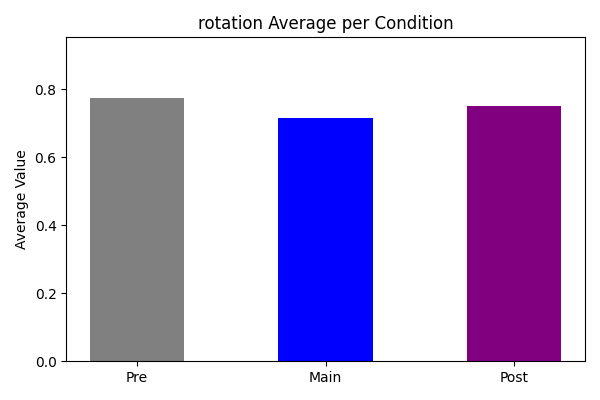 rotation Average per Condition
Average Value
0.8
0.6
0.4
0.2
0.0
Pre
Main
Post